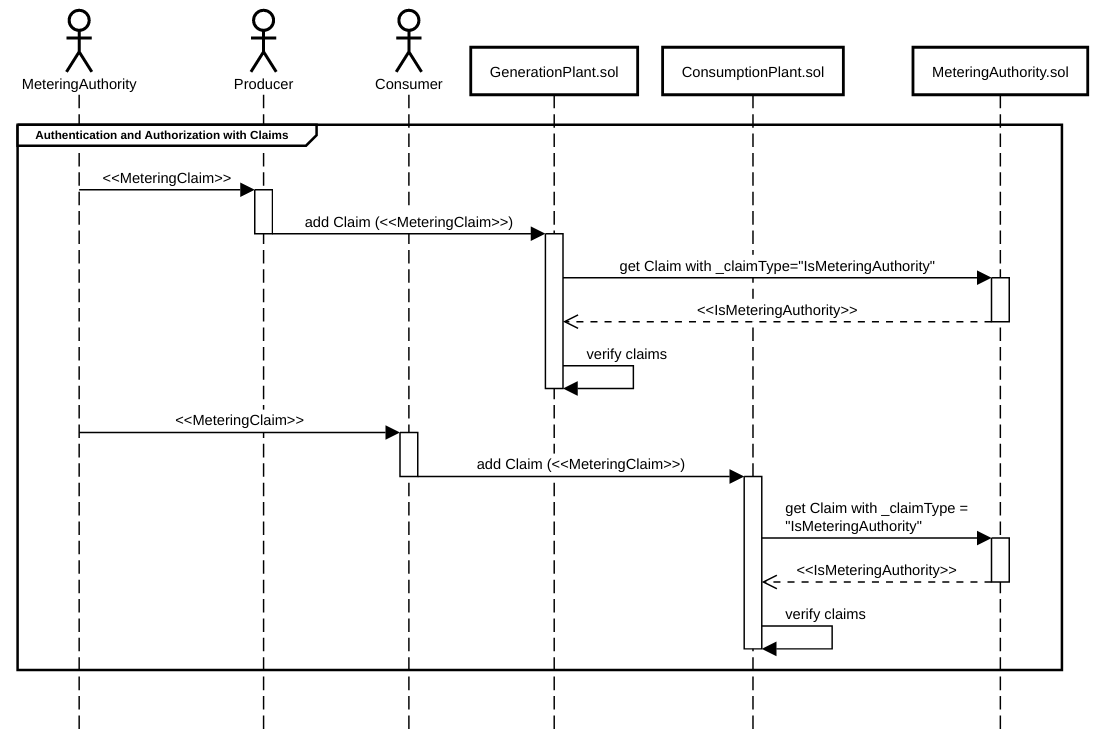 MeteringAuthority
Producer
Consumer
GenerationPlant.sol
ConsumptionPlant.sol
MeteringAuthority.sol
Authentication and Authorization with Claims
<<MeteringClaim>>
add Claim (<<MeteringClaim>>)
get Claim with _claimType="IsMeteringAuthority"
<<IsMeteringAuthority>>
verify claims
<<MeteringClaim>>
add Claim (<<MeteringClaim>>)
get Claim with _claimType =
"IsMeteringAuthority"
<<IsMeteringAuthority>>
verify claims